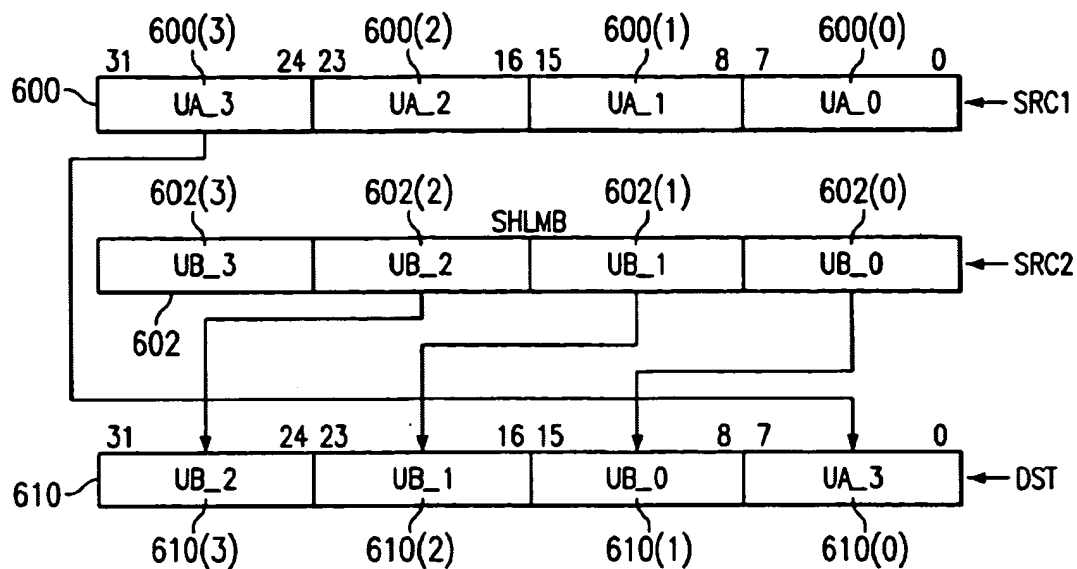 600(3) 600(2) 600(1) 600(0)
31 24 23 16 15 8 7 0
600 UA_3 UA_2 UA_1 UA_0 SRC1
602(3) 602(2) 602(1) 602(0)
SHLMB
UB_3 UB_2 UB_1 UB_0 SRC2
602
31 24 23 16 15 8 7 0
610 UB_2 UB_1 UB_0 UA_3 DST
610(3) 610(2) 610(1) 610(0)